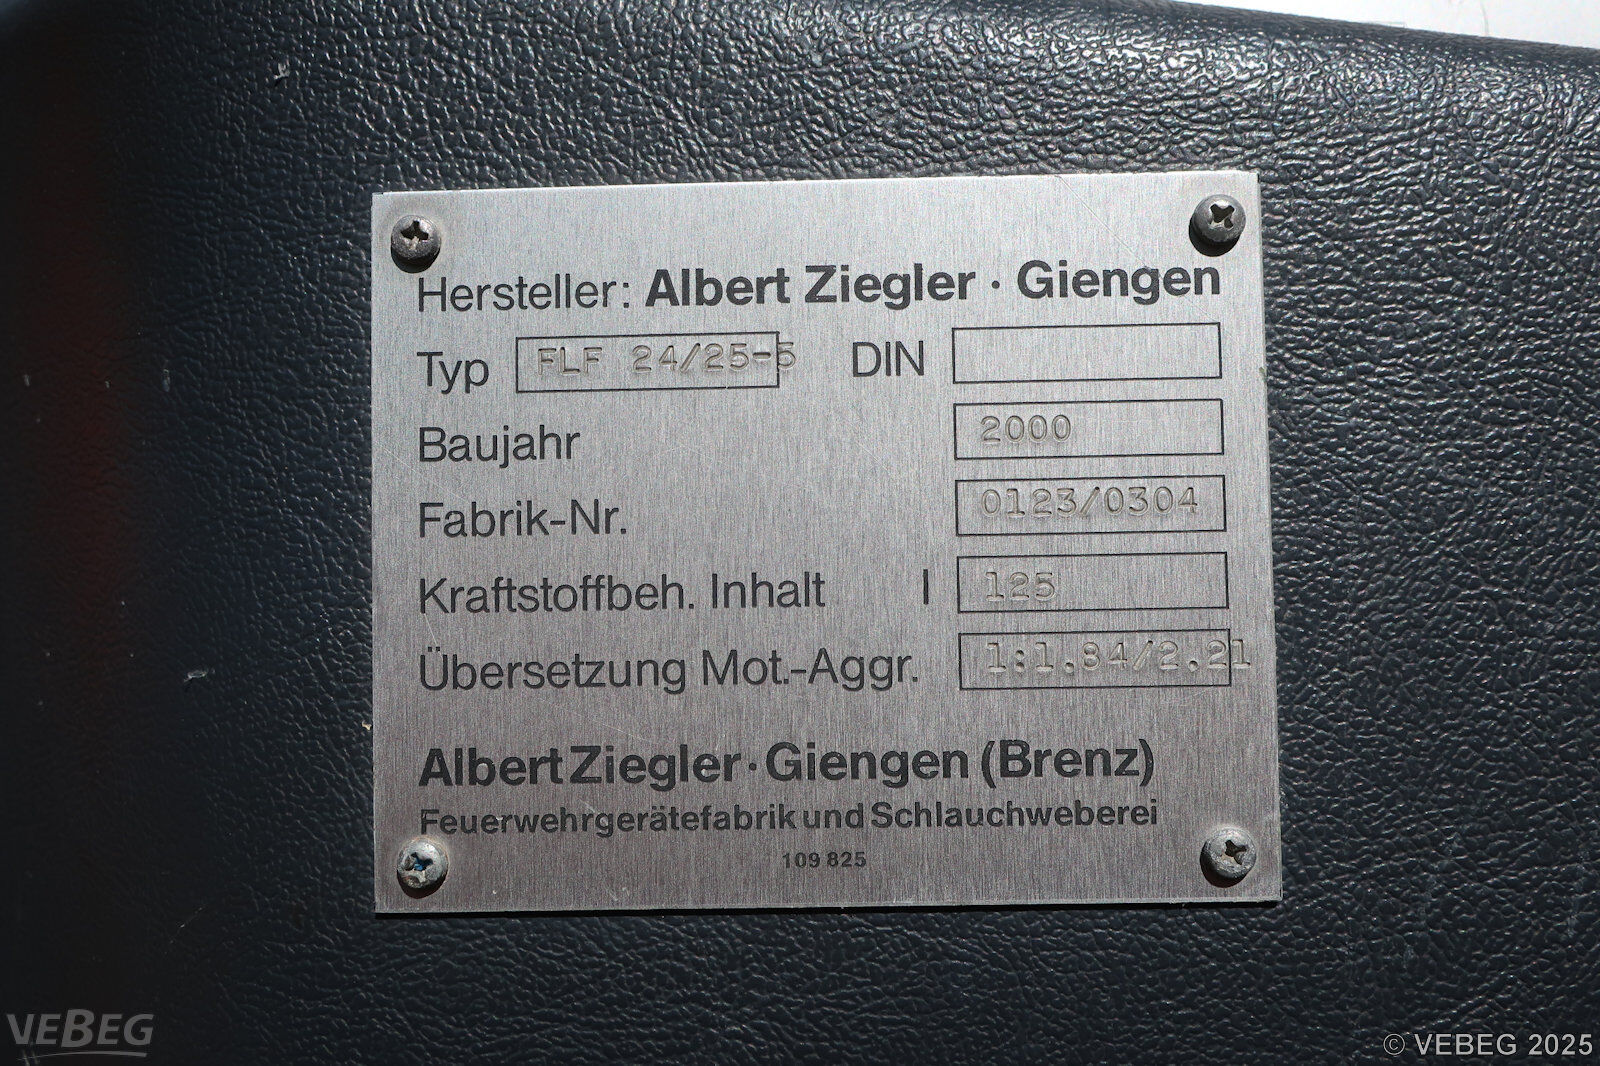 Hersteller: Albert Ziegler · Giengen
Typ FLF 24/25-5 DIN
Baujahr 2000
Fabrik-Nr. 0123/0304
Kraftstoffbeh. Inhalt l 125
Übersetzung Mot.-Aggr. 1:1.84/2.21
Albert Ziegler · Giengen (Brenz)
Feuerwehrgerätefabrik und Schlauchweberei
109 825
VEBEG
© VEBEG 2025